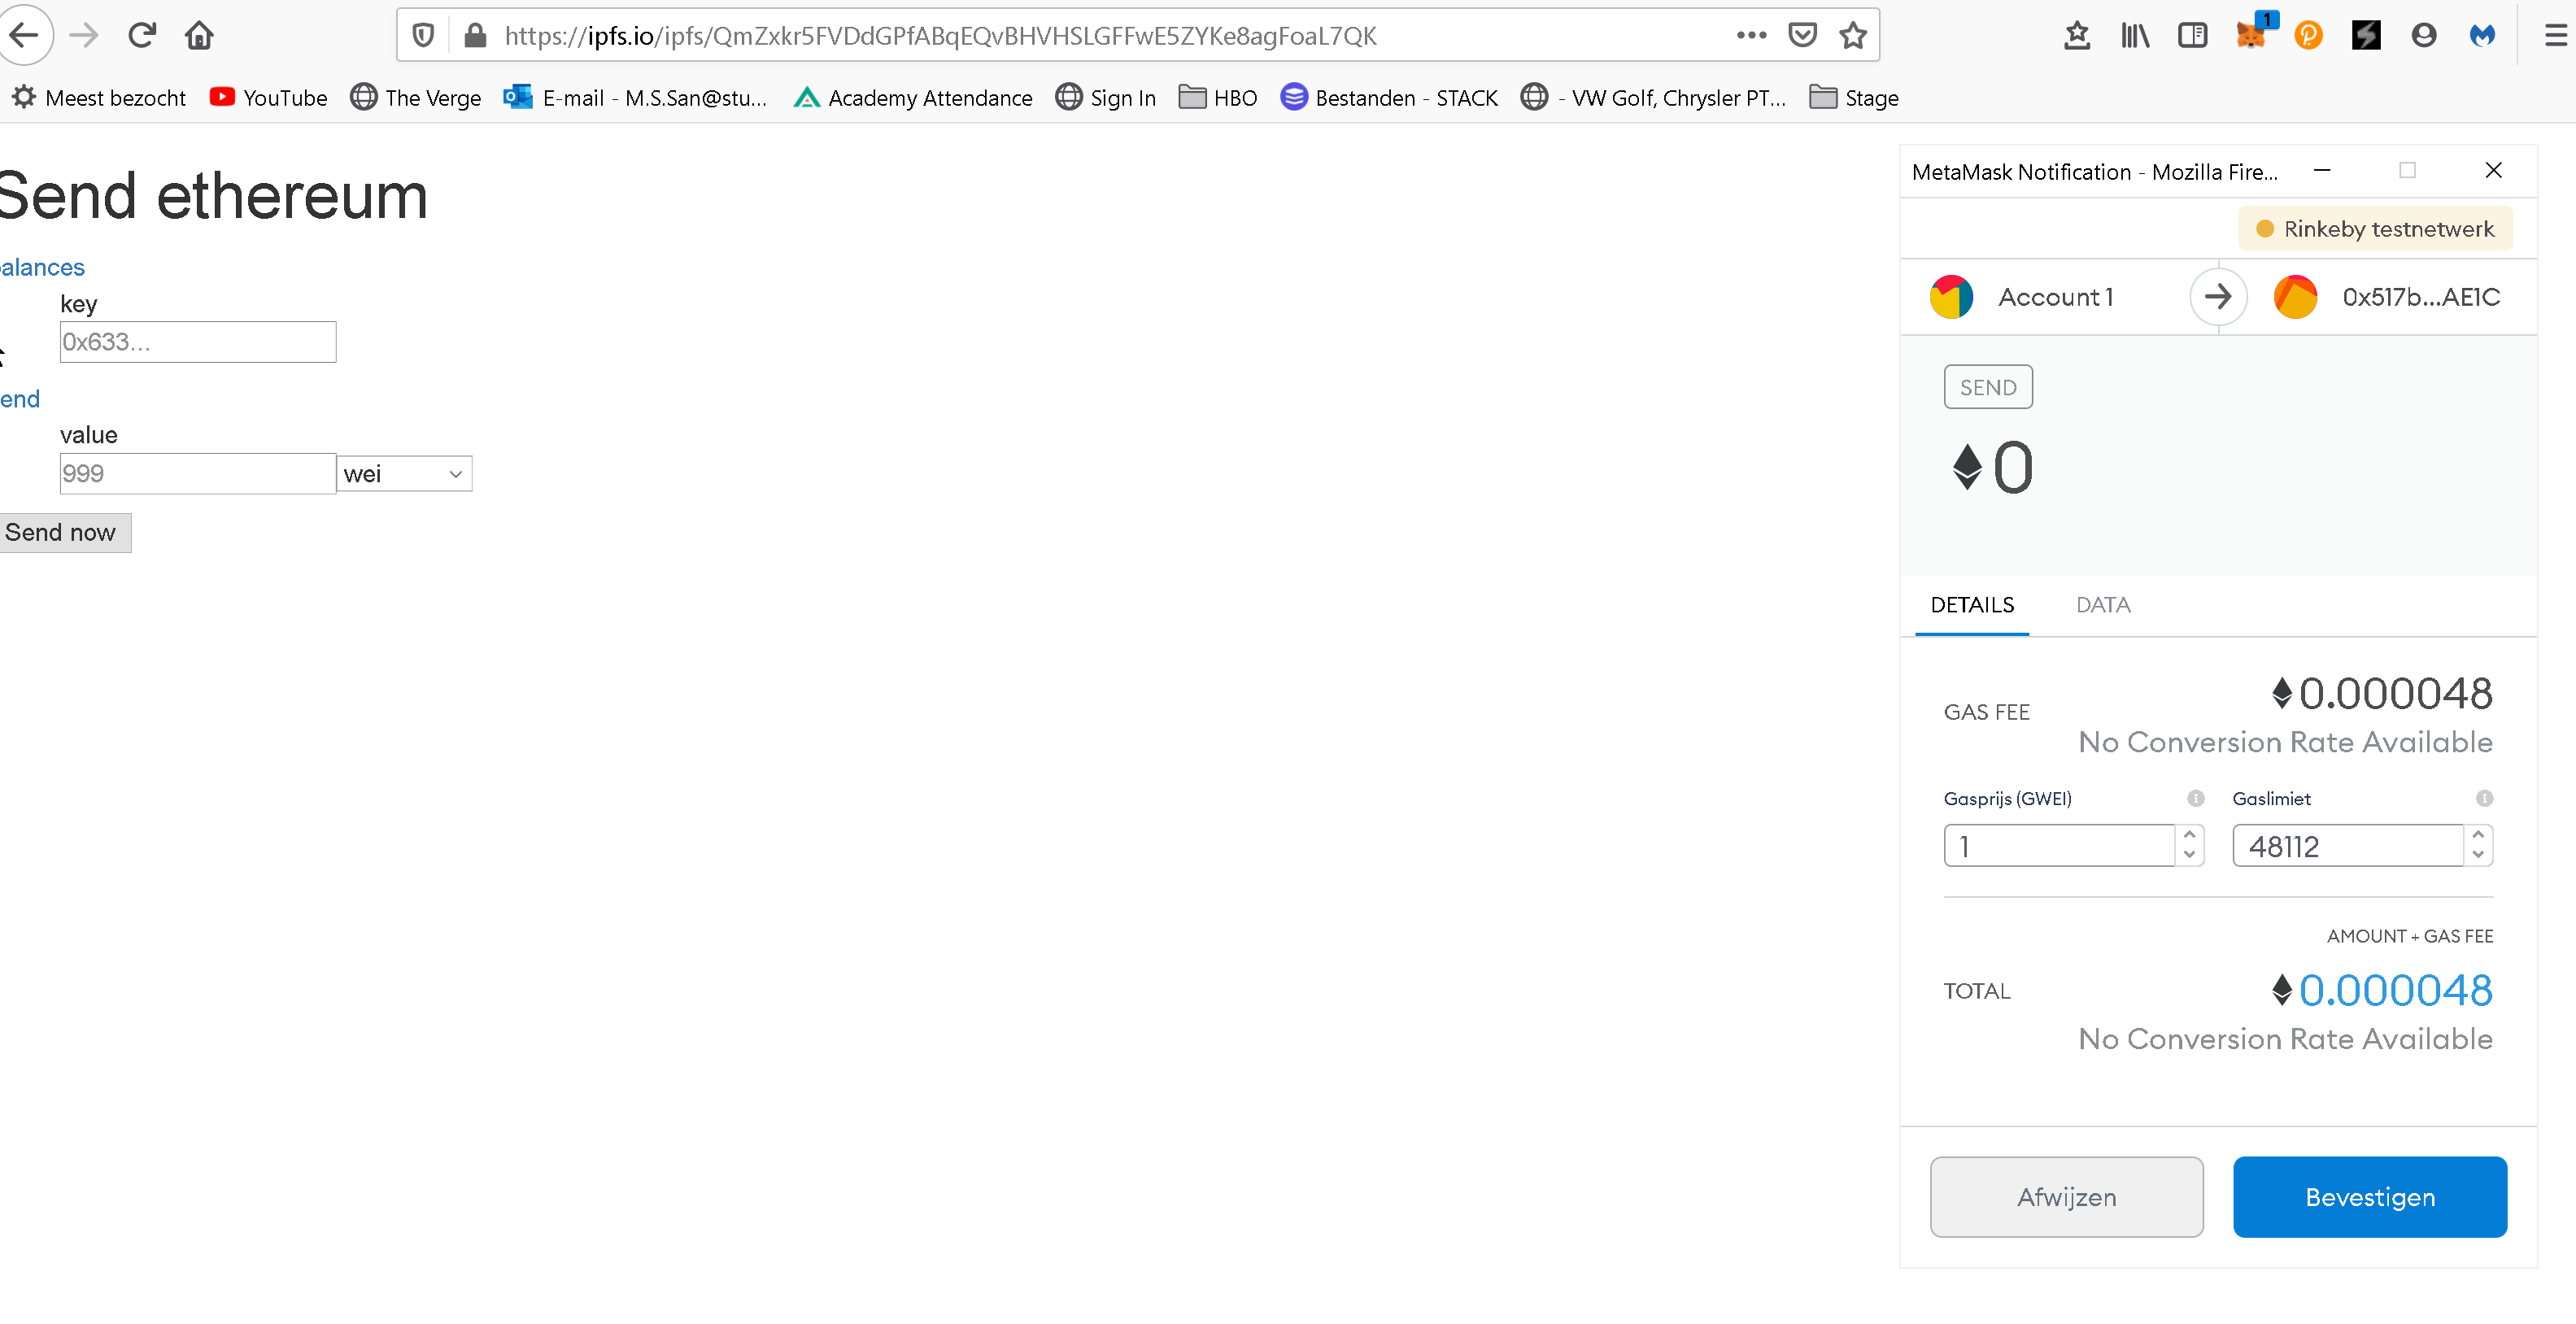 https://ipfs.io/ipfs/QmZxkr5FVDdGPfABqEQvBHVHSLGFFwE5ZYKe8agFoaL7QK
1
Meest bezocht YouTube The Verge E-mail - M.S.San@stu... Academy Attendance Sign In HBO Bestanden - STACK - VW Golf, Chrysler PT... Stage
Send ethereum
alances
key
0x633...
end
value
999 wei
Send now
MetaMask Notification - Mozilla Fire...
Rinkeby testnetwerk
Account 1 0x517b...AE1C
SEND
0
DETAILS DATA
0.000048
GAS FEE
No Conversion Rate Available
Gasprijs (GWEI) Gaslimiet
1 48112
AMOUNT + GAS FEE
TOTAL 0.000048
No Conversion Rate Available
Afwijzen Bevestigen